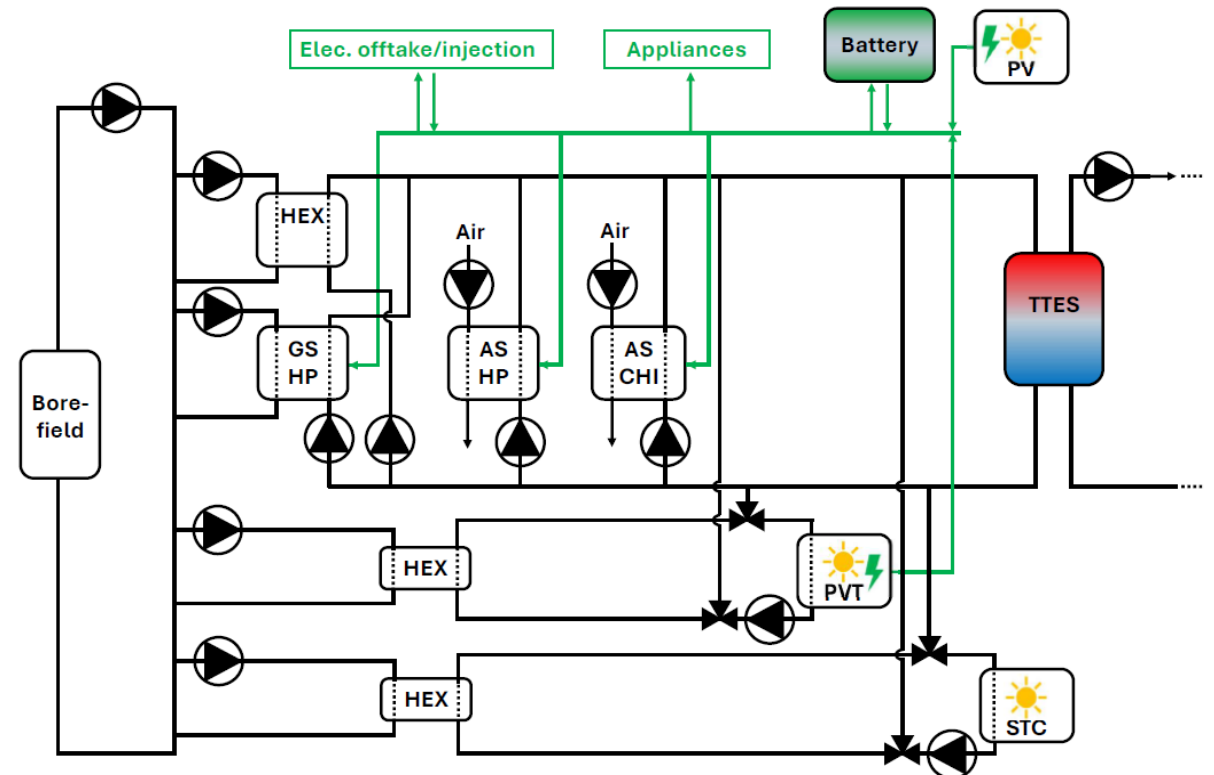 Elec. offtake/injection
Appliances
Battery
PV
HEX
Air
Air
TTES
GS
HP
AS
HP
AS
CHI
Bore-
field
HEX
PVT
HEX
STC